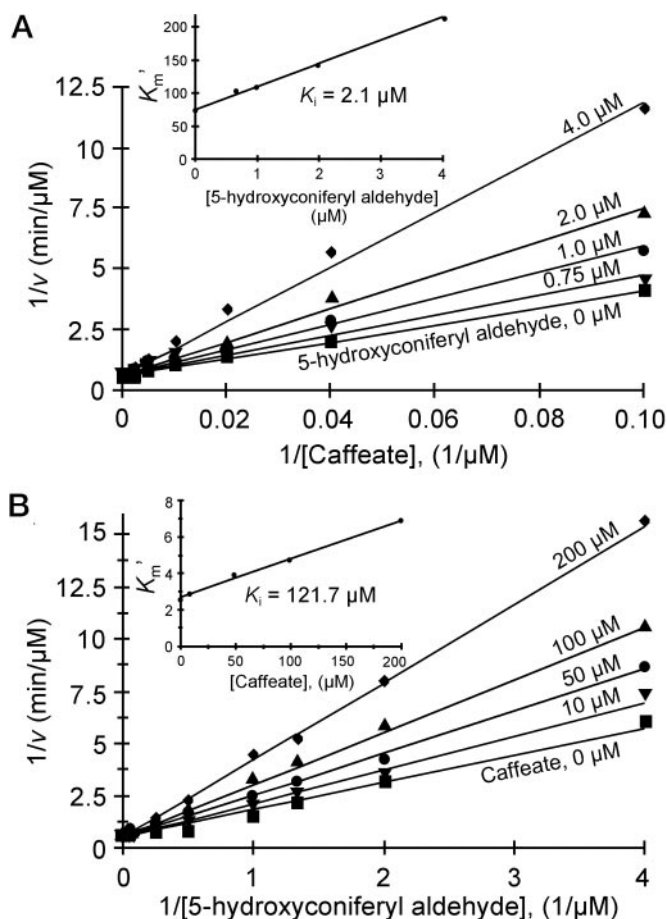 A
200
150
100
50
0
Km'
Ki = 2.1 µM
0
1
2
3
4
[5-hydroxyconiferyl aldehyde]
(µM)
12.5
10
7.5
5
2.5
0
1/v (min/µM)
4.0 µM
2.0 µM
1.0 µM
0.75 µM
5-hydroxyconiferyl aldehyde, 0 µM
0
0.02
0.04
0.06
0.08
0.10
1/[Caffeate], (1/µM)
B
8
6
4
2
0
Km'
Ki = 121.7 µM
0
50
100
150
200
[Caffeate], (µM)
15
12.5
10
7.5
5
2.5
0
1/v (min/µM)
200 µM
100 µM
50 µM
10 µM
Caffeate, 0 µM
0
1
2
3
4
1/[5-hydroxyconiferyl aldehyde], (1/µM)